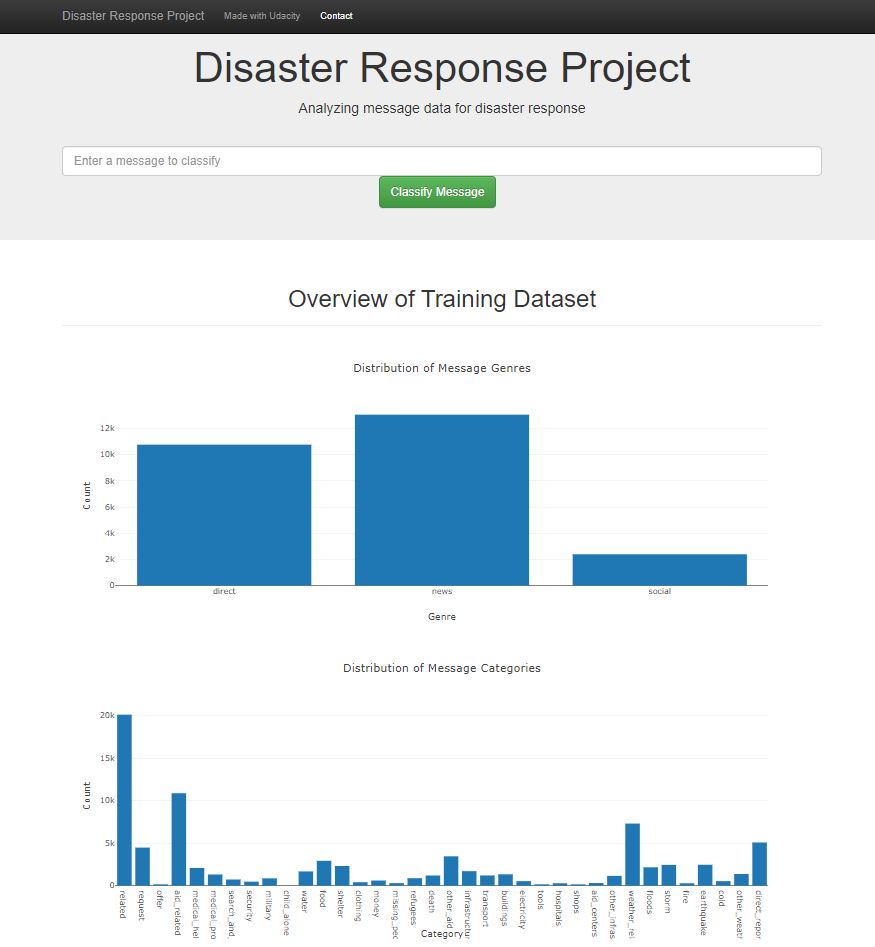 Disaster Response Project Made with Udacity Contact
Disaster Response Project
Analyzing message data for disaster response
Enter a message to classify
Classify Message
Overview of Training Dataset
Distribution of Message Genres
12k
10k
8k
6k
4k
2k
0
Count
direct news social
Genre
Distribution of Message Categories
20k
15k
10k
5k
0
Count
related request offer aid_related medical_hel medical_pro search_and_ security military child_alone water food shelter clothing money missing_peo refugees death other_aid infrastructur transport buildings electricity tools hospitals shops aid_centers other_infras weather_rel floods storm fire earthquake cold other_weath direct_repor
Category